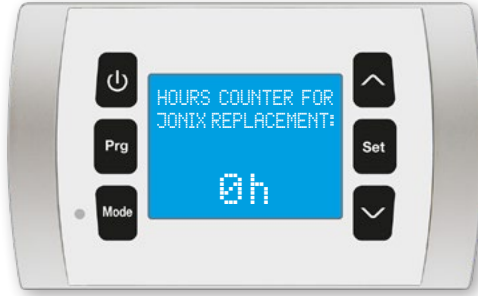 HOURS COUNTER FOR
JONIX REPLACEMENT:
0h
Prg
Mode
Set